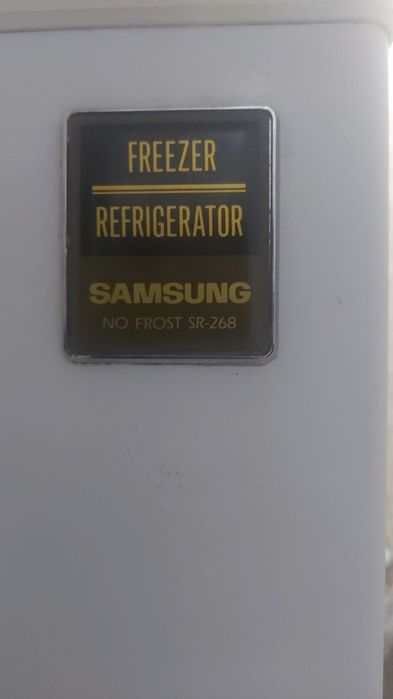 FREEZER
REFRIGERATOR
SAMSUNG
NO FROST SR-268